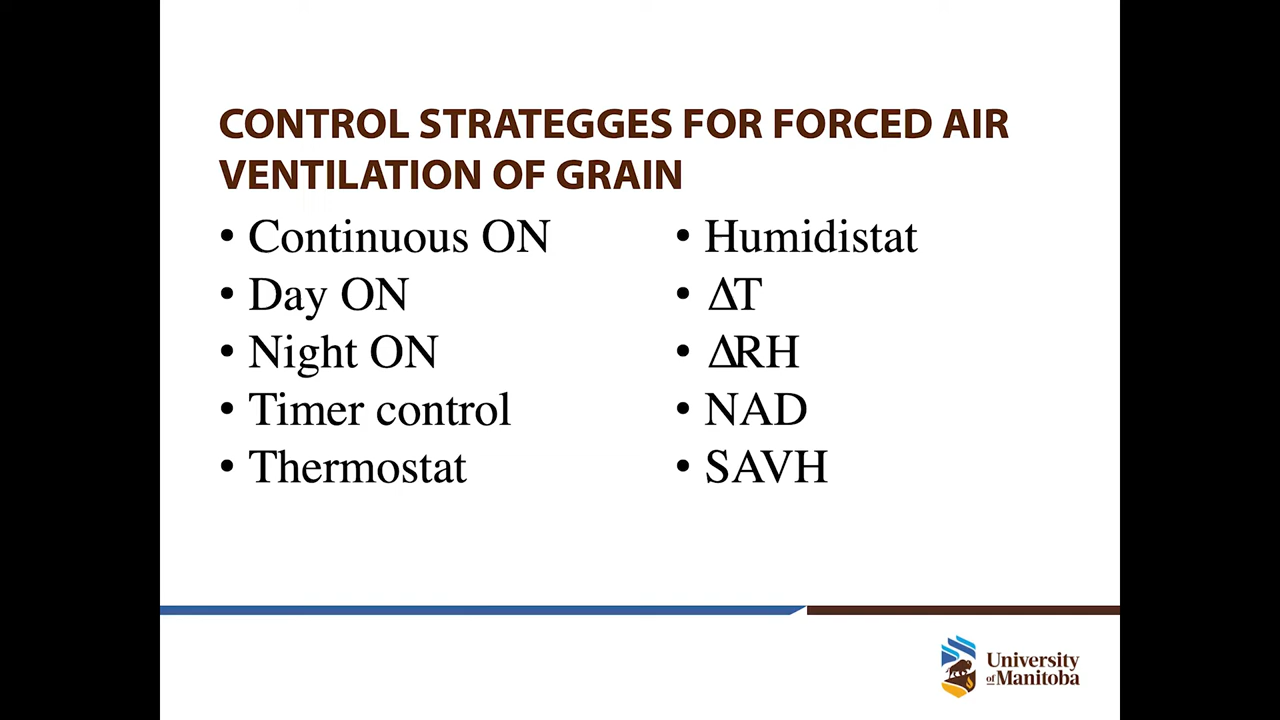 CONTROL STRATEGGES FOR FORCED AIR
VENTILATION OF GRAIN
• Continuous ON
• Day ON
• Night ON
• Timer control
• Thermostat
• Humidistat
• ΔT
• ΔRH
• NAD
• SAVH
University
of Manitoba